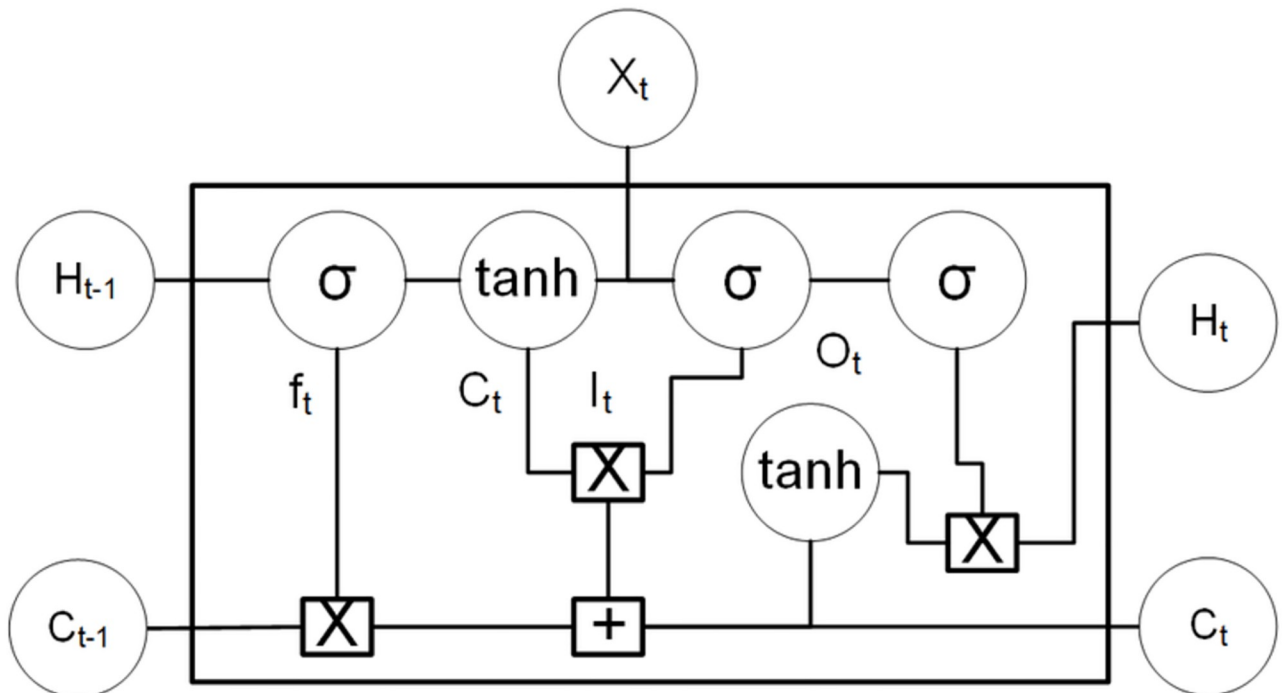 Xt
Ht-1 σ tanh σ σ Ht
ft Ct It Ot
X tanh X
Ct-1 X + Ct